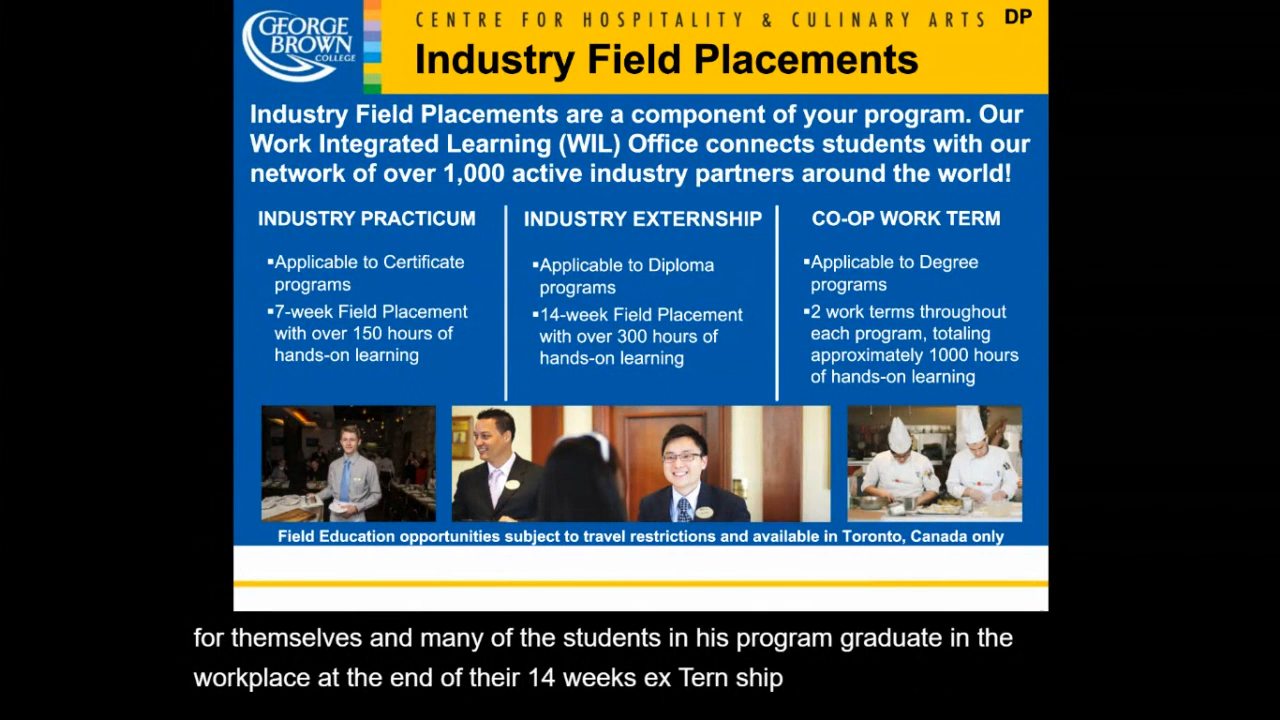 GEORGE
BROWN
COLLEGE
CENTRE FOR HOSPITALITY & CULINARY ARTS
DP
Industry Field Placements
Industry Field Placements are a component of your program. Our
Work Integrated Learning (WIL) Office connects students with our
network of over 1,000 active industry partners around the world!
INDUSTRY PRACTICUM
▪Applicable to Certificate
programs
▪7-week Field Placement
with over 150 hours of
hands-on learning
INDUSTRY EXTERNSHIP
▪Applicable to Diploma
programs
▪14-week Field Placement
with over 300 hours of
hands-on learning
CO-OP WORK TERM
▪Applicable to Degree
programs
▪2 work terms throughout
each program, totaling
approximately 1000 hours
of hands-on learning
Field Education opportunities subject to travel restrictions and available in Toronto, Canada only
for themselves and many of the students in his program graduate in the
workplace at the end of their 14 weeks ex Tern ship